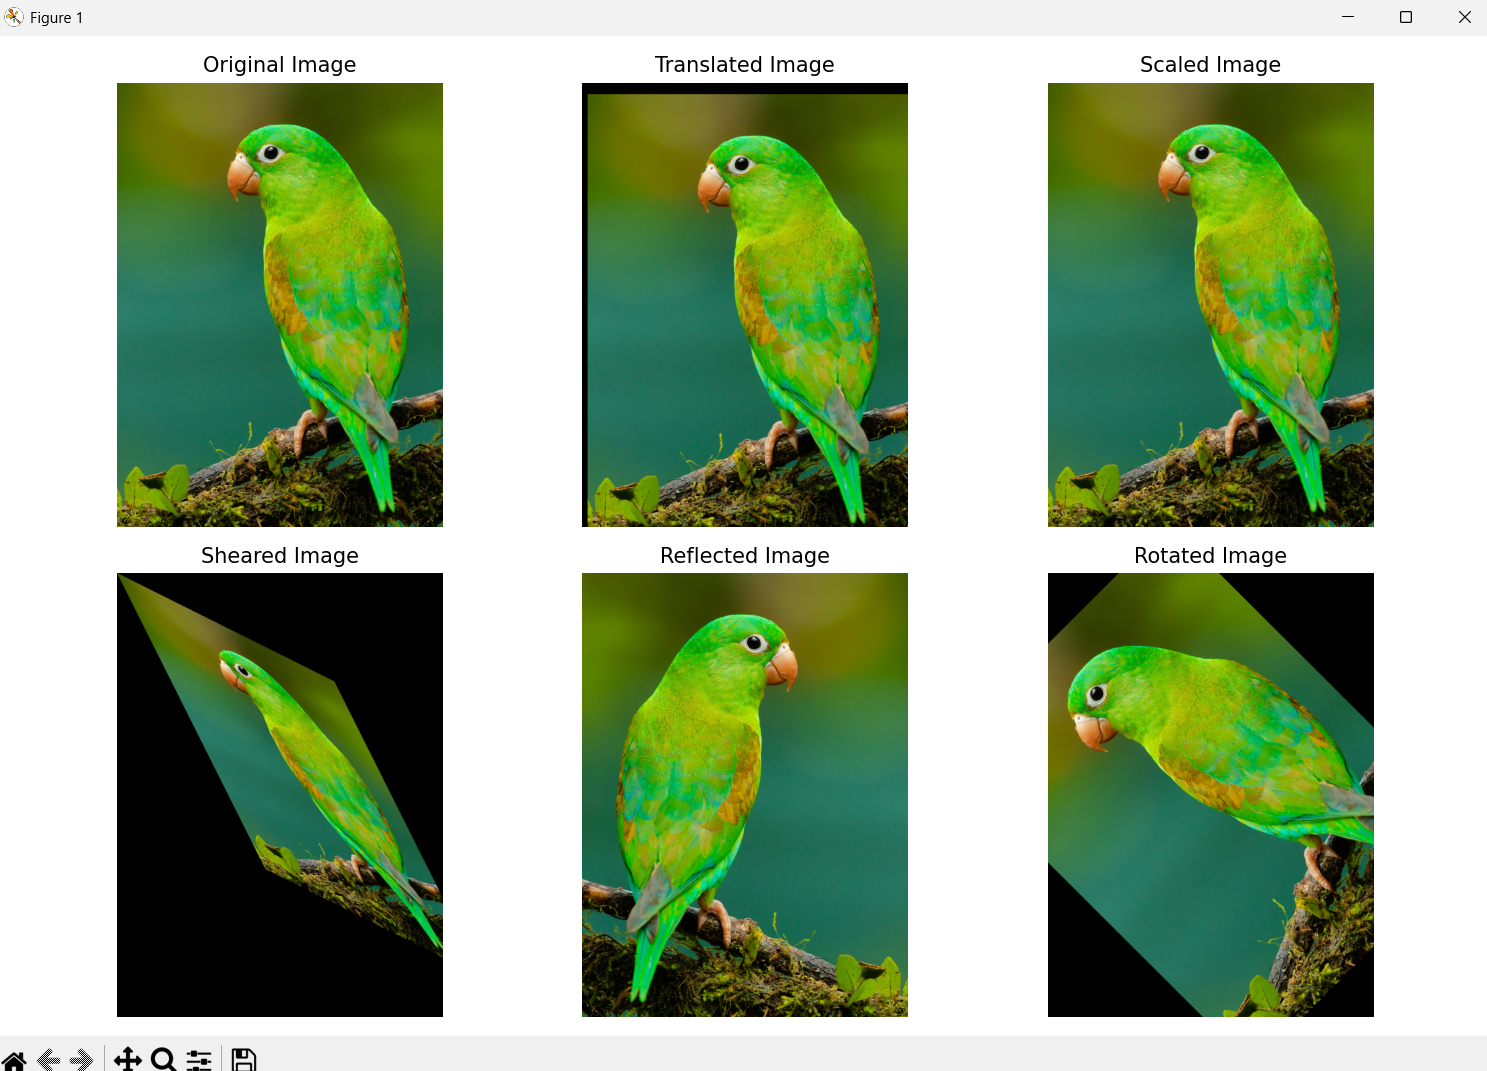 Figure 1
Original Image
Translated Image
Scaled Image
Sheared Image
Reflected Image
Rotated Image